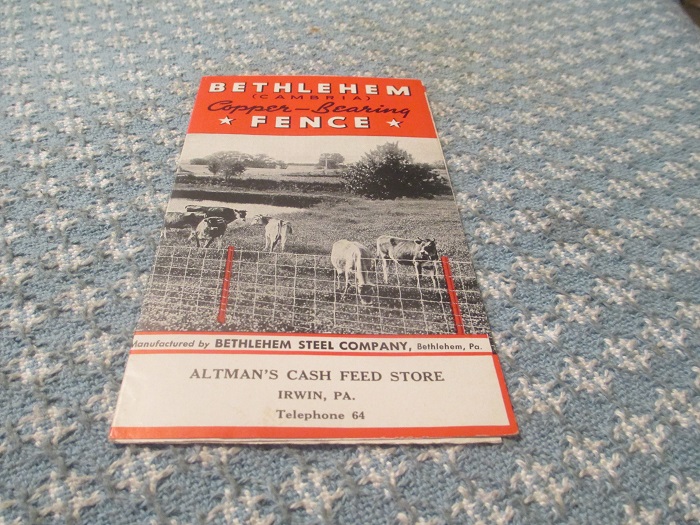 BETHLEHEM
(CAMBRIA)
Copper-Bearing
FENCE
Manufactured by BETHLEHEM STEEL COMPANY, Bethlehem, Pa.
ALTMAN'S CASH FEED STORE
IRWIN, PA.
Telephone 64